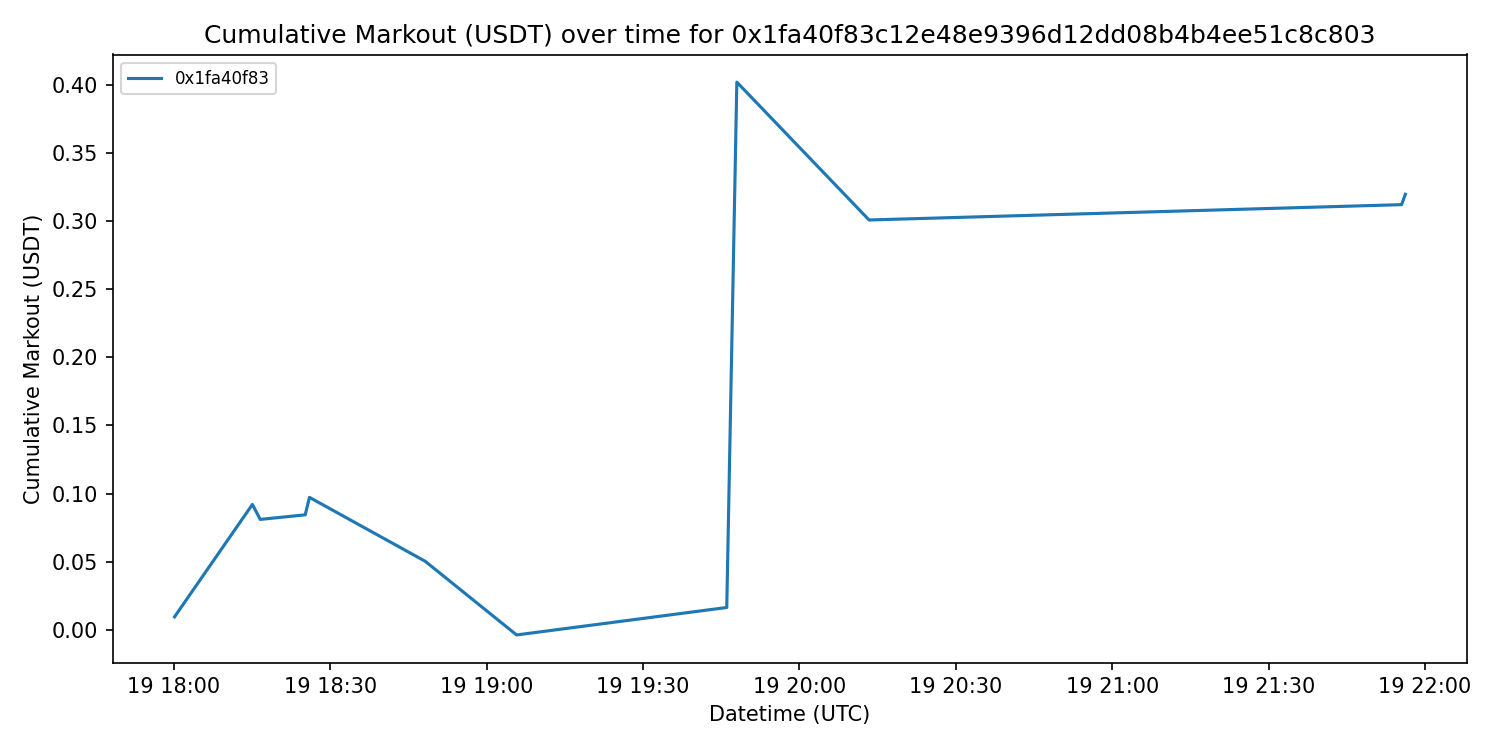 Cumulative Markout (USDT) over time for 0x1fa40f83c12e48e9396d12dd08b4b4ee51c8c803
0x1fa40f83
Cumulative Markout (USDT)
0.40
0.35
0.30
0.25
0.20
0.15
0.10
0.05
0.00
19 18:00 19 18:30 19 19:00 19 19:30 19 20:00 19 20:30 19 21:00 19 21:30 19 22:00
Datetime (UTC)